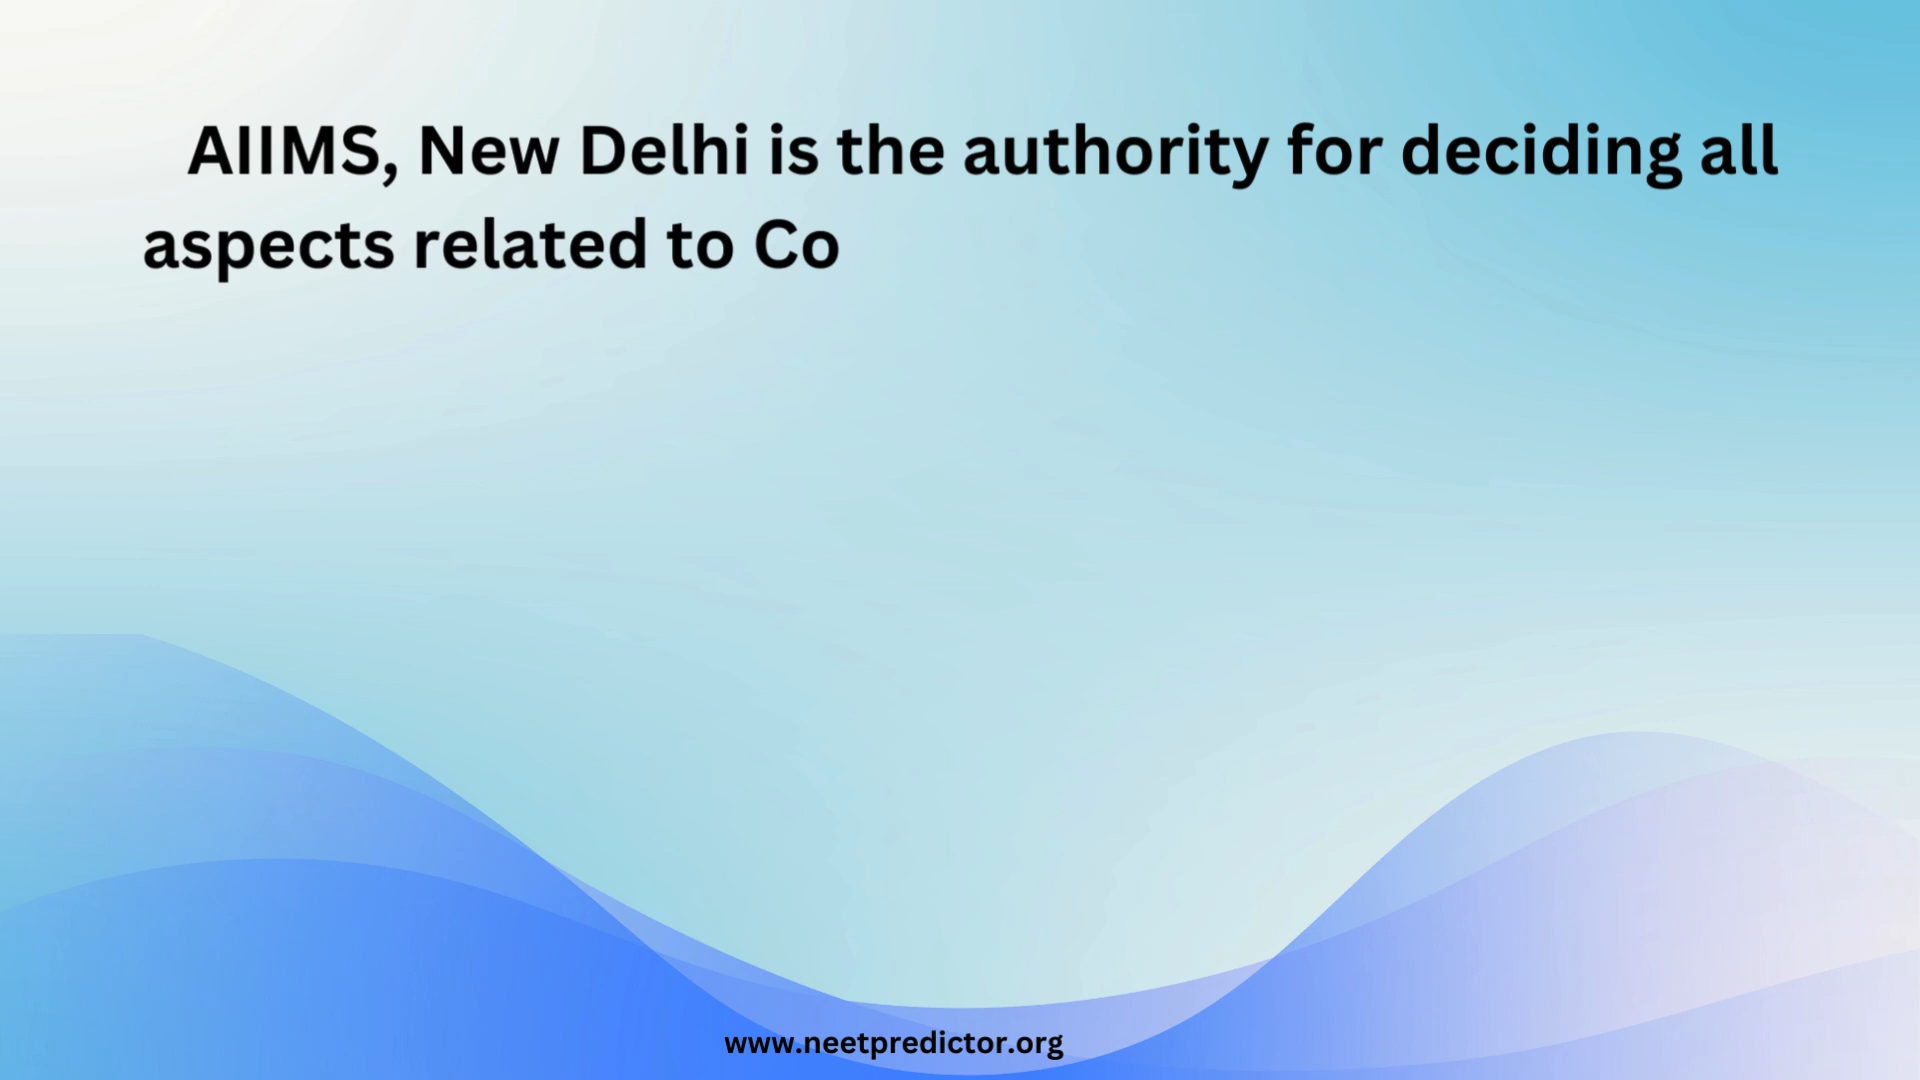 AIIMS, New Delhi is the authority for deciding all
aspects related to Co
www.neetpredictor.org